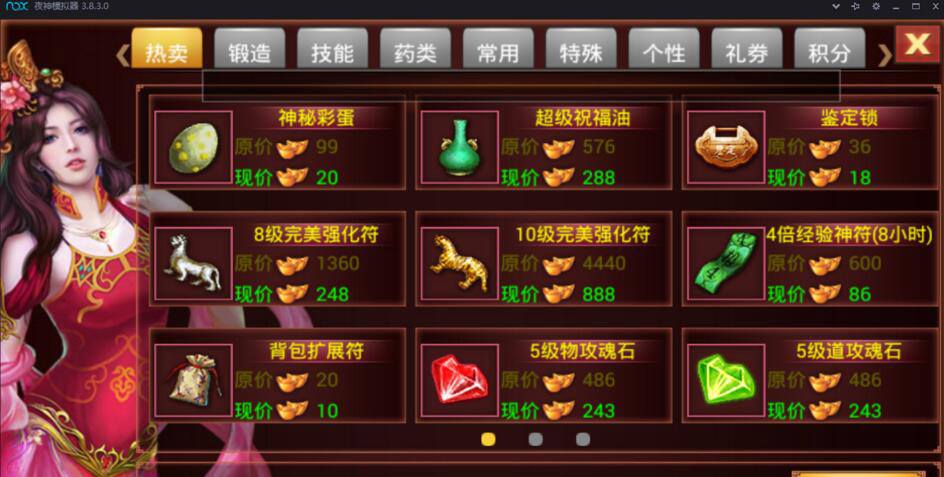 nox 夜神模拟器 3.8.3.0
热卖 锻造 技能 药类 常用 特殊 个性 礼券 积分
神秘彩蛋
原价 99
现价 20
超级祝福油
原价 576
现价 288
鉴定锁
原价 36
现价 18
8级完美强化符
原价 1360
现价 248
10级完美强化符
原价 4440
现价 888
4倍经验神符(8小时)
原价 600
现价 86
背包扩展符
原价 20
现价 10
5级物攻魂石
原价 486
现价 243
5级道攻魂石
原价 486
现价 243